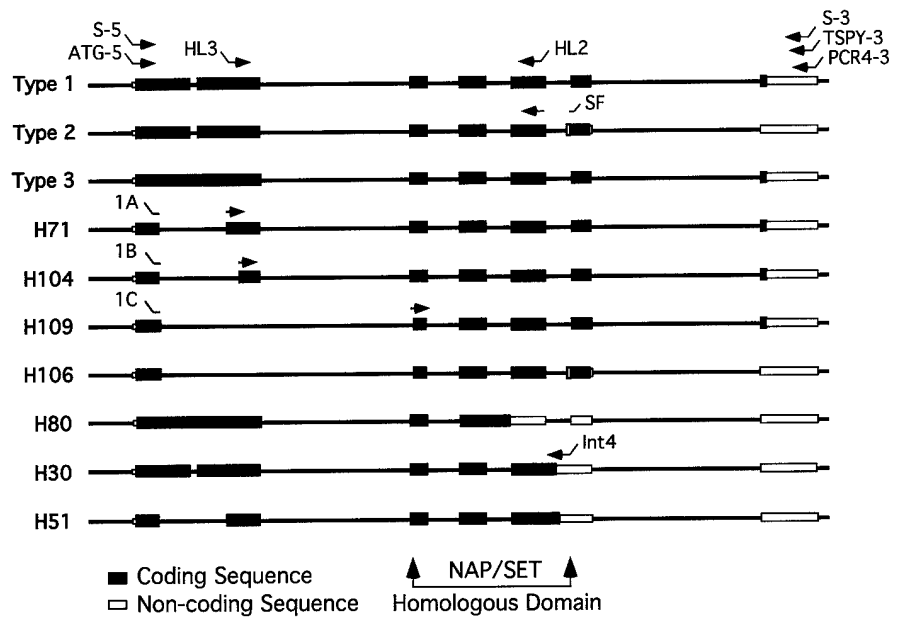 S-5
ATG-5
HL3
HL2
S-3
TSPY-3
PCR4-3
Type 1
SF
Type 2
Type 3
1A
H71
1B
H104
1C
H109
H106
H80
Int4
H30
H51
Coding Sequence
Non-coding Sequence
NAP/SET
Homologous Domain